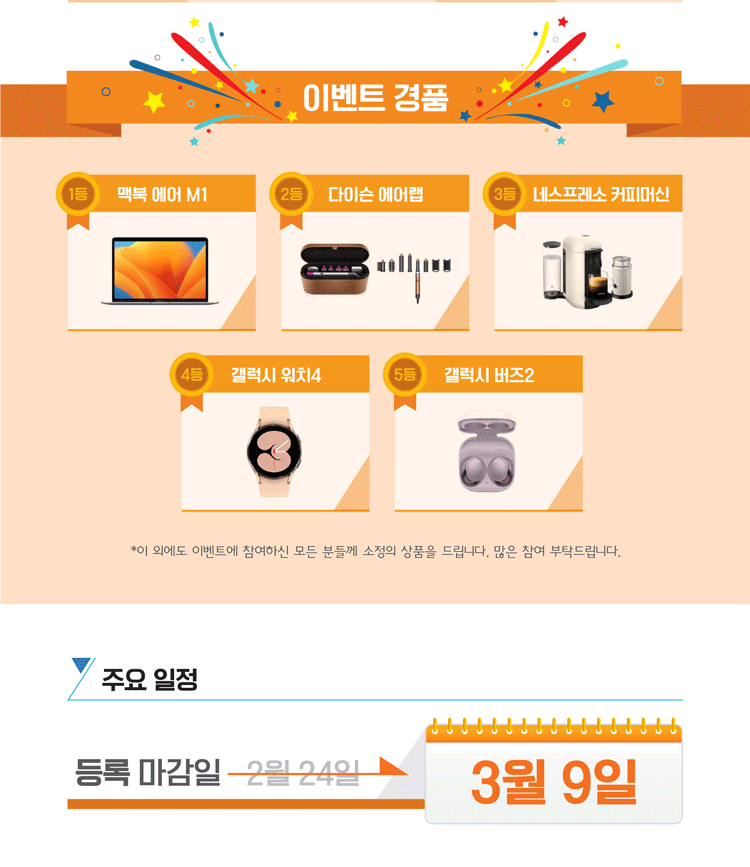 이벤트 경품
1등 맥북 에어 M1
2등 다이슨 에어랩
3등 네스프레소 커피머신
4등 갤럭시 워치4
5등 갤럭시 버즈2
*이 외에도 이벤트에 참여하신 모든 분들께 소정의 상품을 드립니다. 많은 참여 부탁드립니다.
주요 일정
등록 마감일 2월 24일 3월 9일